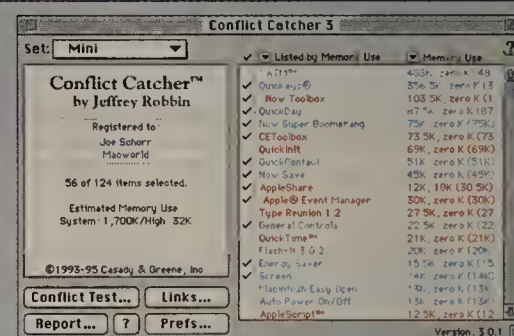 Conflict Catcher 3
Set: Mini
Conflict Catcher™
by Jeffrey Robbin
Registered to
Joe Schorr
Macworld
56 of 124 items selected.
Estimated Memory Use
System: 1,700K/High 32K
©1993-95 Casady & Greene, Inc
Conflict Test...
Links...
Report...
?
Prefs...
✓ Listed by Memory Use Memory Use
✓ QuicKeys®
✓ Now Toolbox 103 5K, zero K (1
✓ QuickDay zero K (87
✓ Now Super Boomerang 75K zero K (75K)
✓ CEToolbox 73 5K, zero K (73
QuickInit 69K, zero K (69K)
✓ QuickContact 51K zero K (51K)
✓ Now Save 45K zero K (45K)
✓ AppleShare 12K, 19K (30 5K)
✓ Apple® Event Manager 30K, zero K (30K)
Type Reunion 1.2 27 5K, zero K (27
✓ General Controls 22 5K zero K (22
QuickTime™ 21K, zero K (21K)
Flash-It 3 0 2 20K, zero K (20K
✓ Energy Saver 15 5K zero K
✓ Screen 14K zero K (14K)
Macintosh Easy Open zero K (13K
Auto Power On/Off 13K zero K (13K
AppleScript™ 12 5K, zero K (12
Version. 3 0.1